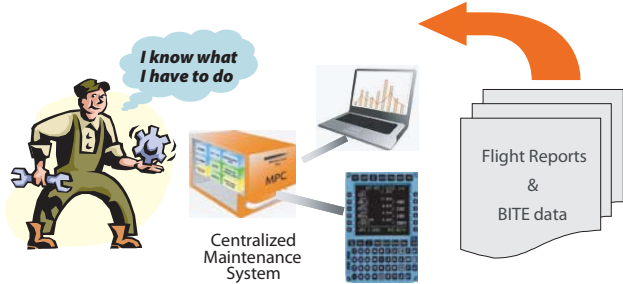 I know what
I have to do
MPC
Centralized
Maintenance
System
Flight Reports
&
BITE data